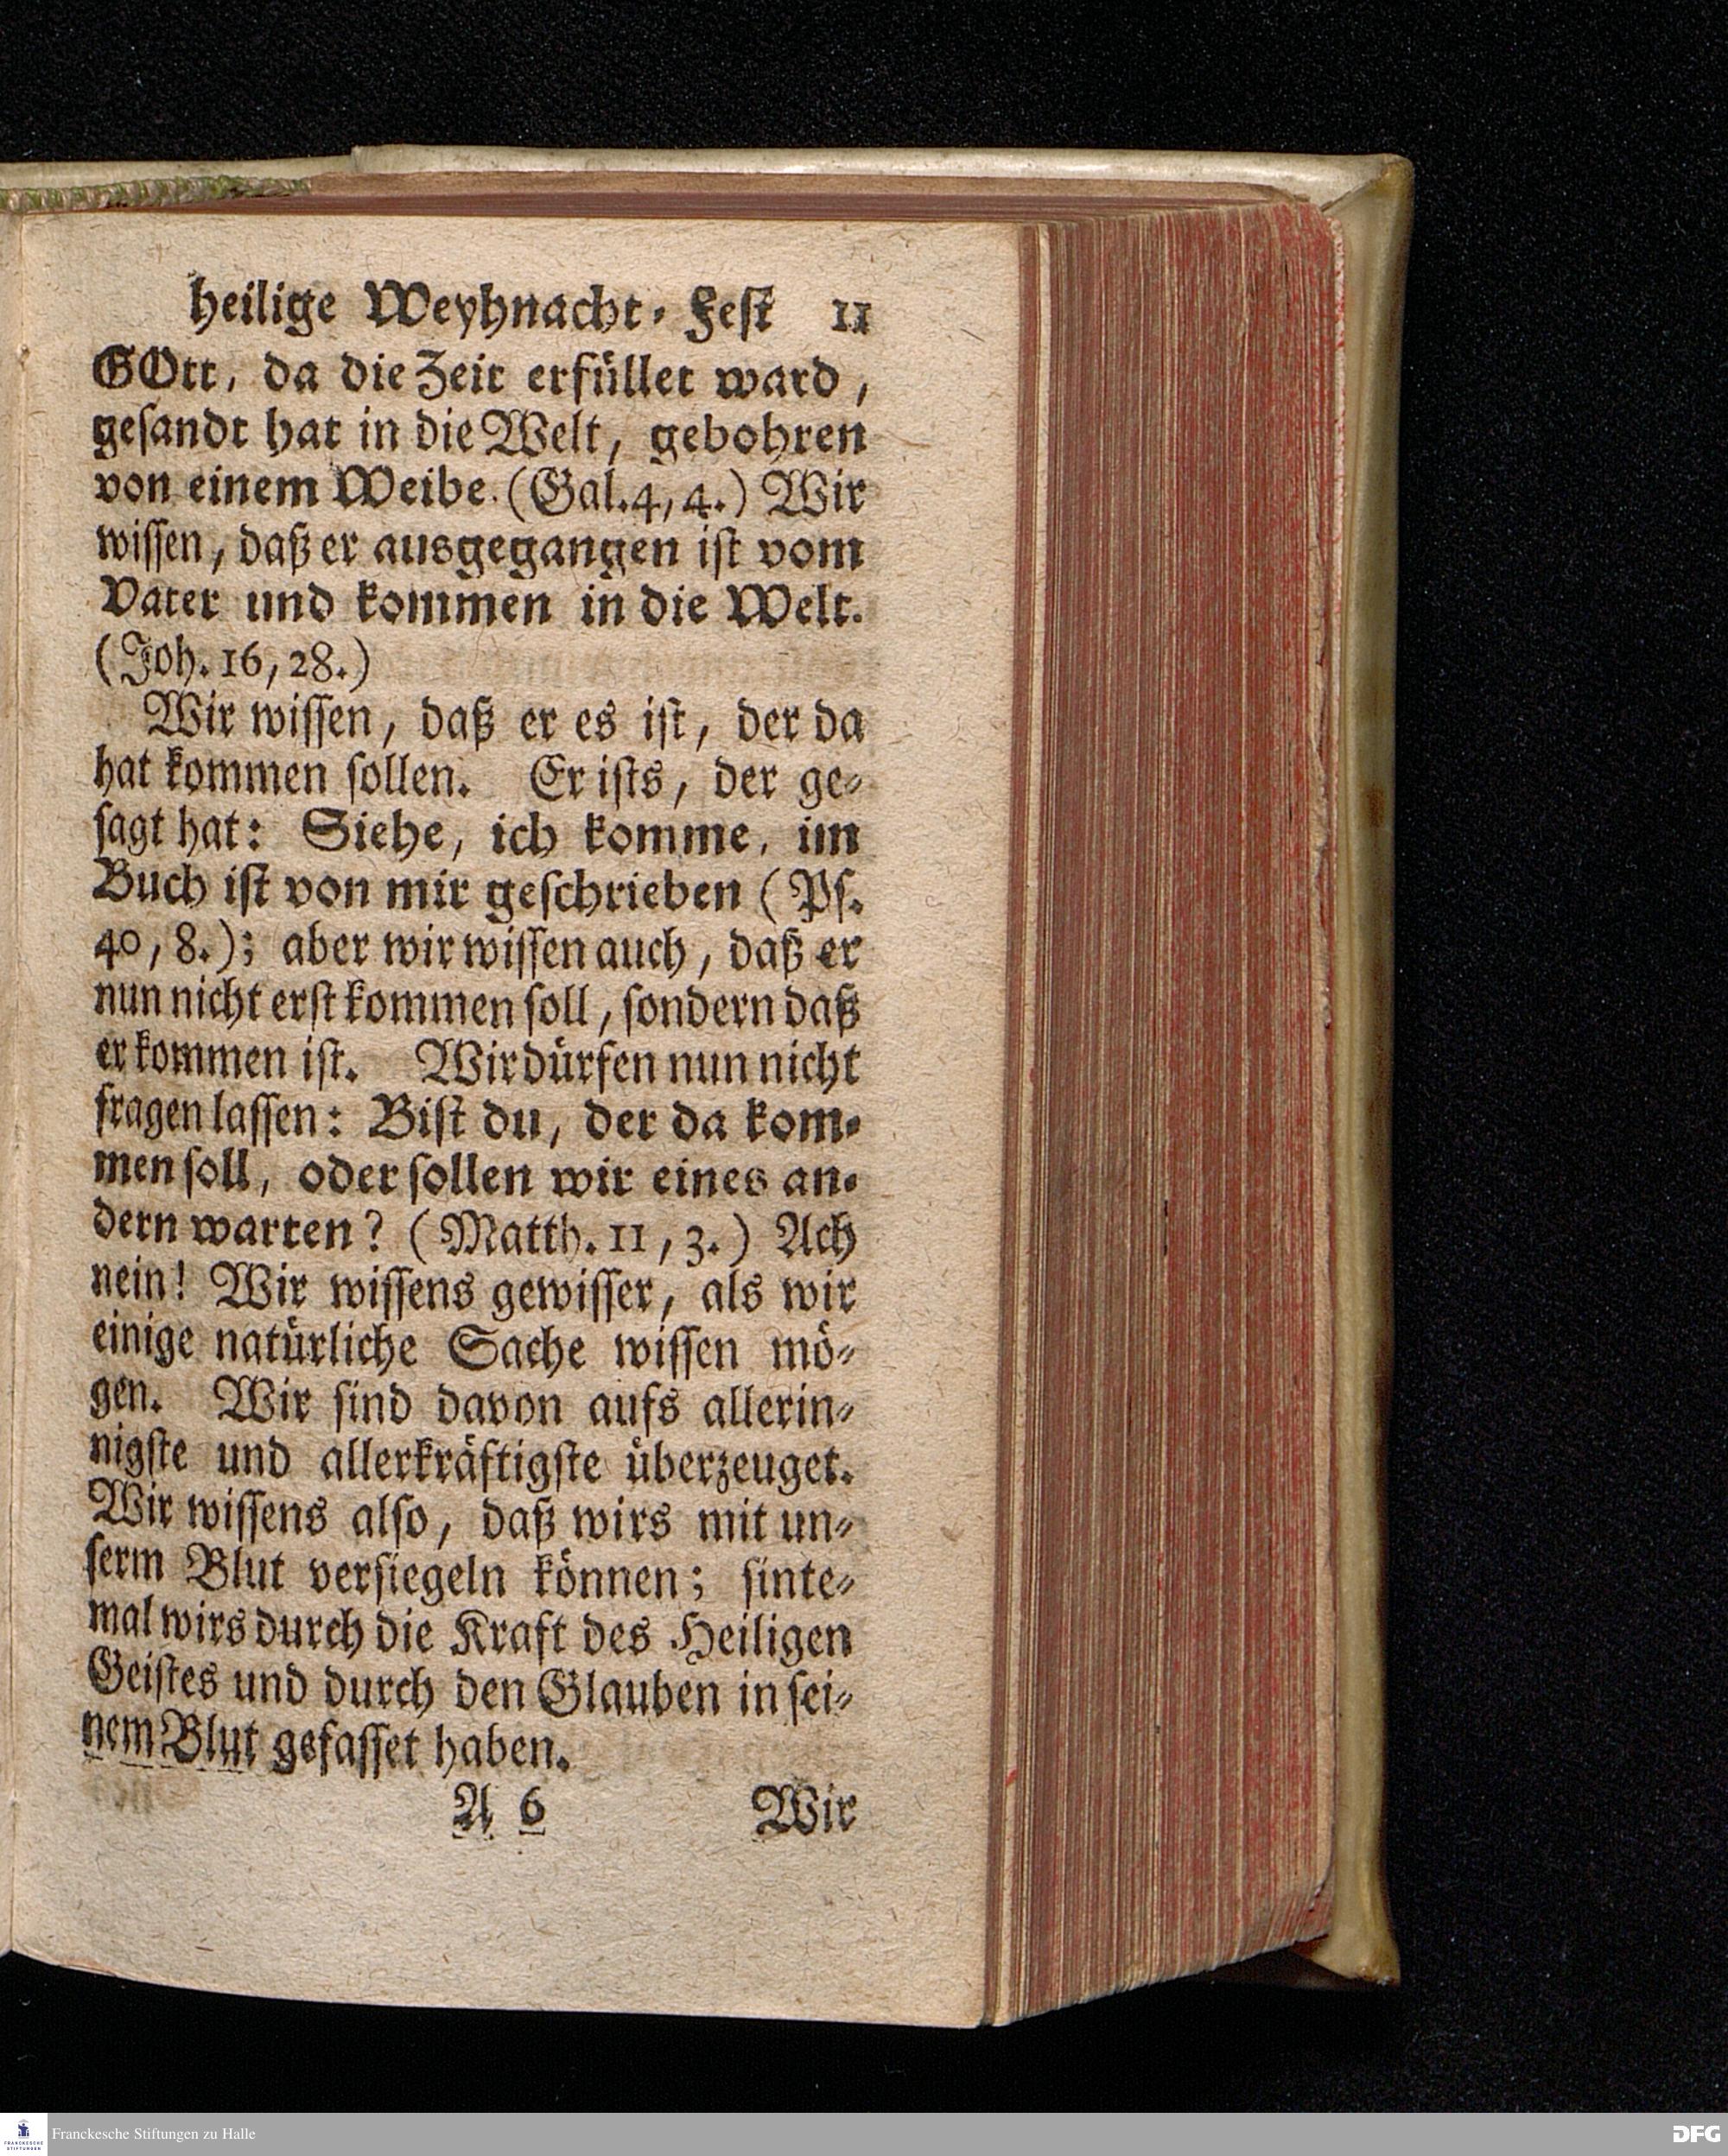 heilige Weyhnacht⸗Fest 11
GOtt, da die Zeit erfüllet ward,
gesandt hat in die Welt, gebohren
von einem Weibe. (Gal. 4, 4.) Wir
wissen, daß er ausgegangen ist vom
Vater und kommen in die Welt.
(Joh. 16, 28.)
Wir wissen, daß er es ist, der da
hat kommen sollen. Er ists, der ge⸗
sagt hat: Siehe, ich komme, im
Buch ist von mir geschrieben (Ps.
40, 8.); aber wir wissen auch, daß er
nun nicht erst kommen soll, sondern daß
er kommen ist. Wir dürfen nun nicht
fragen lassen: Bist du, der da kom⸗
men soll, oder sollen wir eines an⸗
dern warten? (Matth. 11, 3.) Ach
nein! Wir wissens gewisser, als wir
einige natürliche Sache wissen mö⸗
gen. Wir sind davon aufs allerin⸗
nigste und allerkräftigste überzeuget.
Wir wissens also, daß wirs mit un⸗
serm Blut versiegeln können; sinte⸗
mal wirs durch die Kraft des Heiligen
Geistes und durch den Glauben in sei⸗
nem Blut gefasset haben.
A 6 Wir
FRANCKESCHE STIFTUNGEN
Franckesche Stiftungen zu Halle
DFG